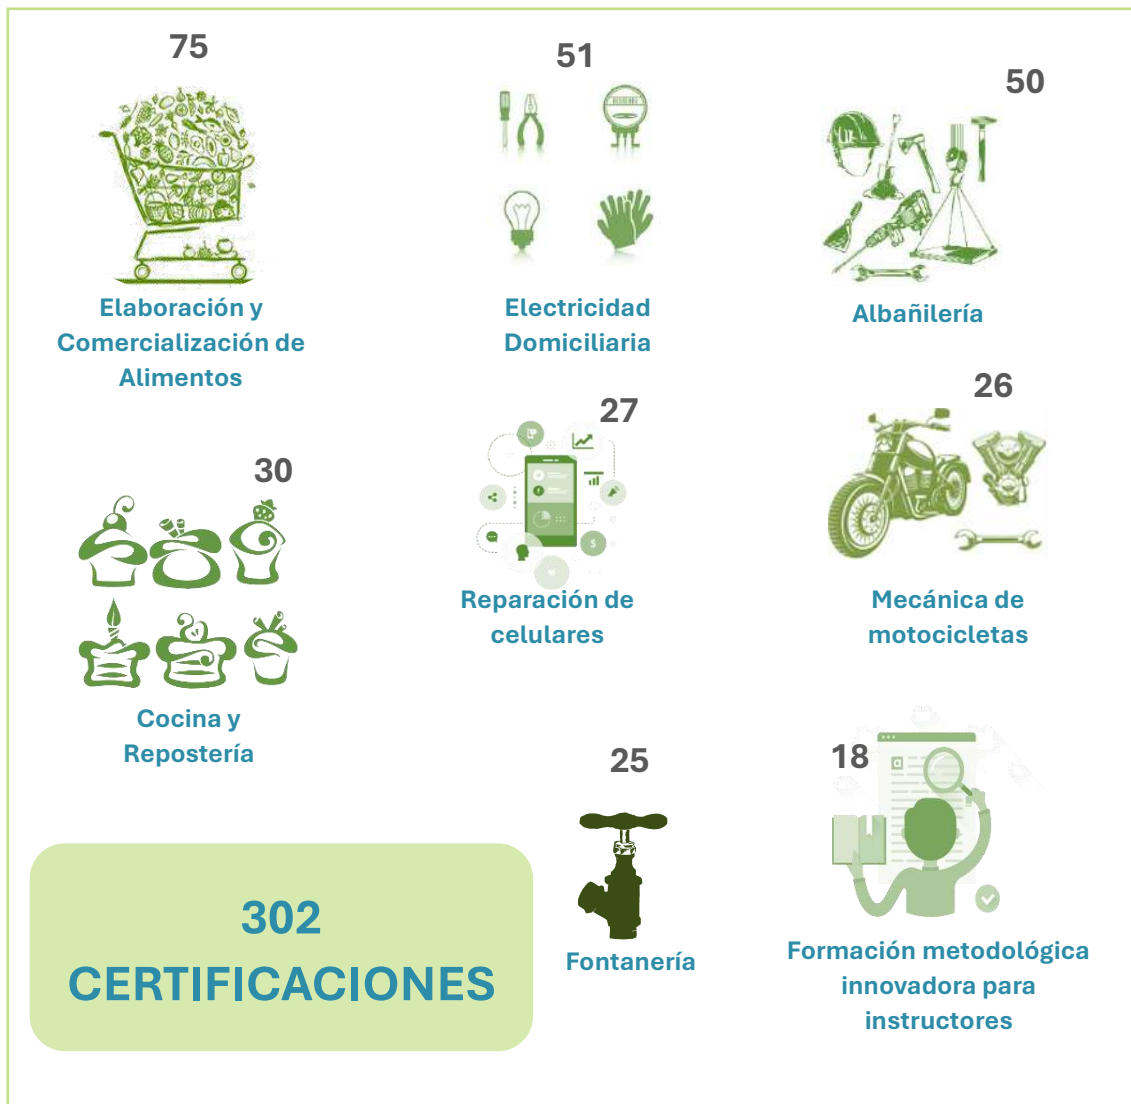 75
Elaboración y
Comercialización de
Alimentos
51
Electricidad
Domiciliaria
50
Albañilería
30
Cocina y
Repostería
27
Reparación de
celulares
26
Mecánica de
motocicletas
302
CERTIFICACIONES
25
Fontanería
18
a
Formación metodológica
innovadora para
instructores